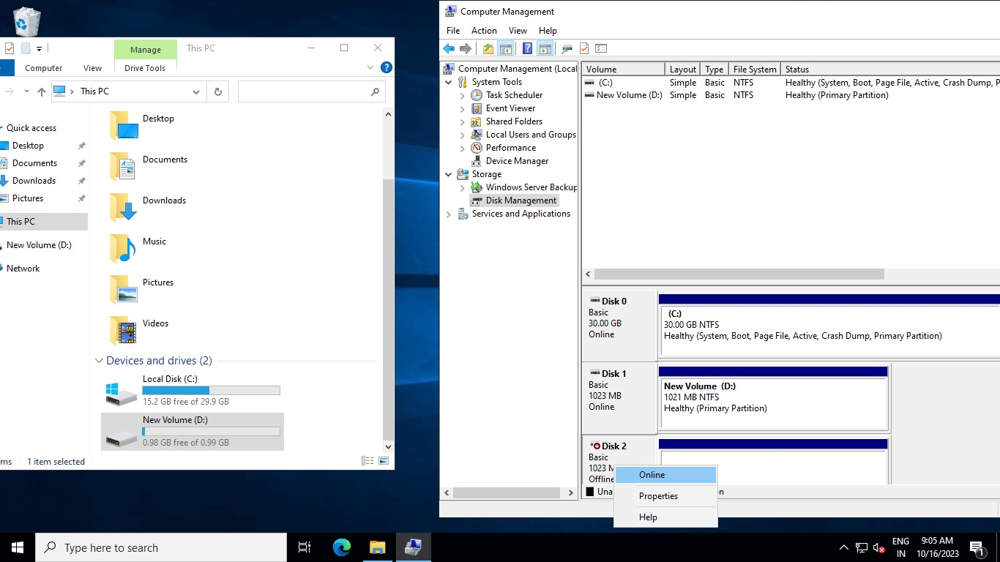 Manage
This PC
Computer
View
Drive Tools
This PC
Quick access
Desktop
Documents
Downloads
Pictures
This PC
New Volume (D:)
Network
Desktop
Documents
Downloads
Music
Pictures
Videos
Devices and drives (2)
Local Disk (C:)
15.2 GB free of 29.9 GB
New Volume (D:)
0.98 GB free of 0.99 GB
ms 1 item selected
Computer Management
File Action View Help
Computer Management (Local
System Tools
Task Scheduler
Event Viewer
Shared Folders
Local Users and Groups
Performance
Device Manager
Storage
Windows Server Backup
Disk Management
Services and Applications
Volume Layout Type File System Status
(C:) Simple Basic NTFS Healthy (System, Boot, Page File, Active, Crash Dump, P
New Volume (D:) Simple Basic NTFS Healthy (Primary Partition)
Disk 0
Basic
30.00 GB
Online
(C:)
30.00 GB NTFS
Healthy (System, Boot, Page File, Active, Crash Dump, Primary Partition)
Disk 1
Basic
1023 MB
Online
New Volume (D:)
1021 MB NTFS
Healthy (Primary Partition)
Disk 2
Basic
1023 M
Offline
Una
on
Online
Properties
Help
Type here to search
ENG
IN
9:05 AM
10/16/2023
1